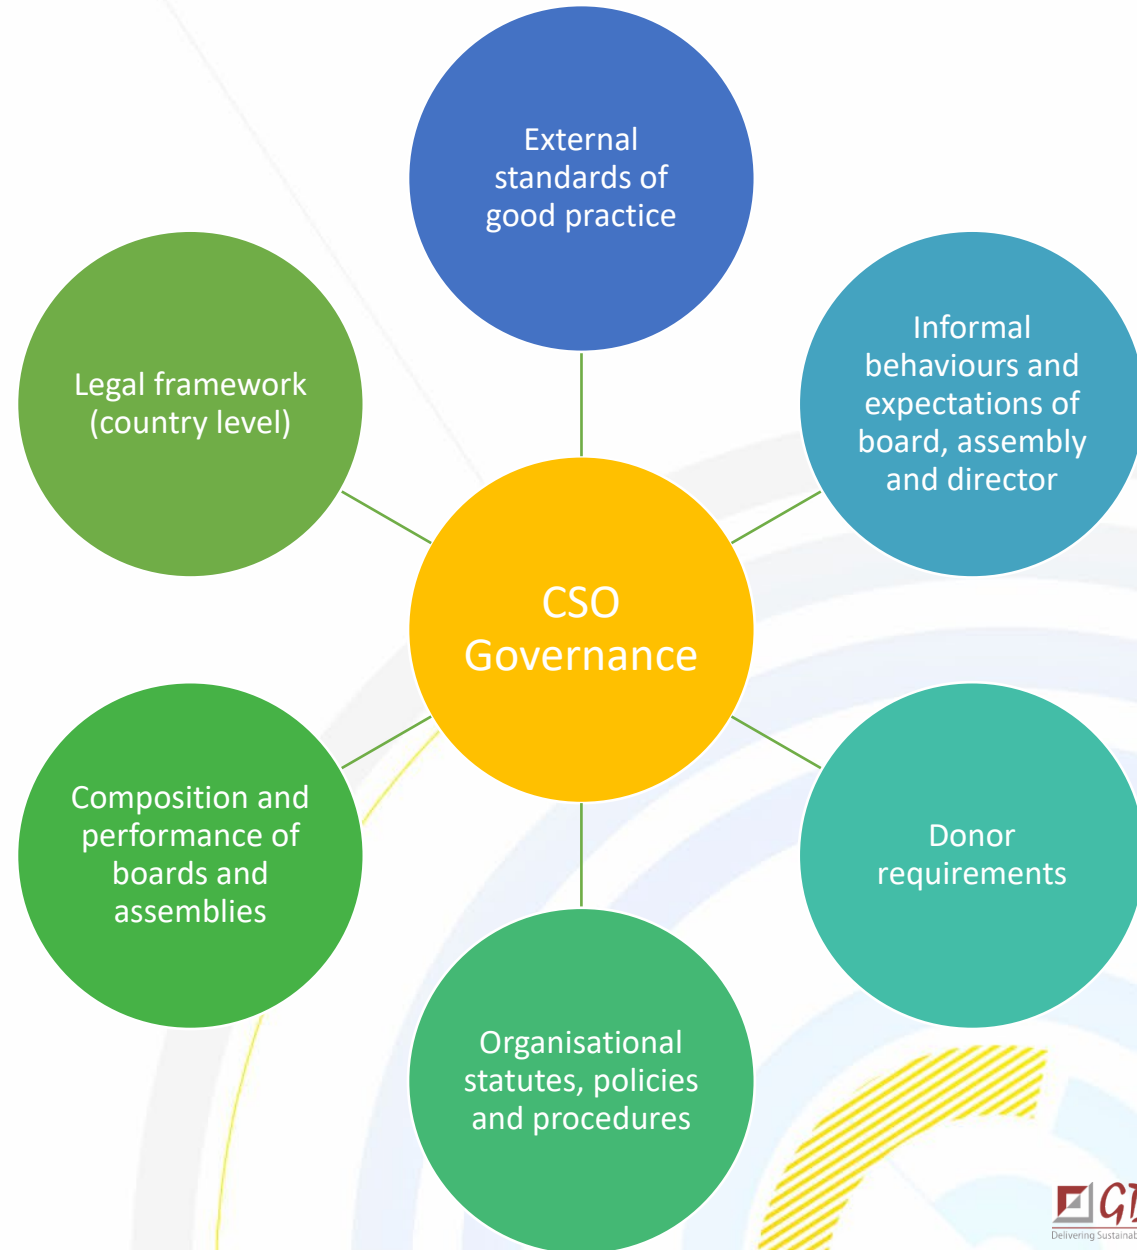 External
standards of
good practice
Informal
behaviours and
expectations of
board, assembly
and director
Donor
requirements
Organisational
statutes, policies
and procedures
Composition and
performance of
boards and
assemblies
Legal framework
(country level)
CSO
Governance
Delivering